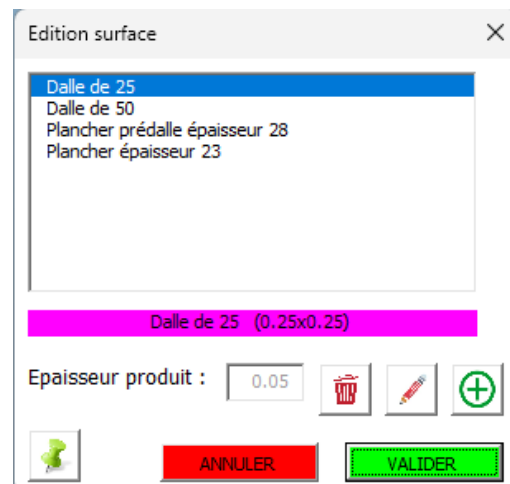 Edition surface
Dalle de 25
Dalle de 50
Plancher prédalle épaisseur 28
Plancher épaisseur 23
Dalle de 25 (0.25x0.25)
Epaisseur produit : 0.05
ANNULER VALIDER